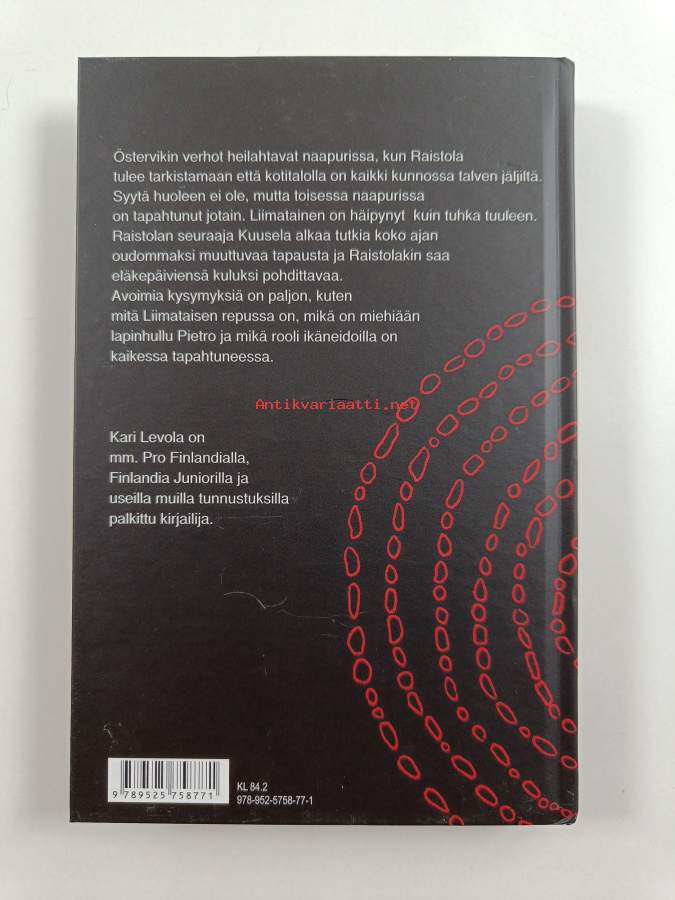 Östervikin verhot heilahtavat naapurissa, kun Raistola
tulee tarkistamaan että kotitalolla on kaikki kunnossa talven jäljiltä.
Syytä huoleen ei ole, mutta toisessa naapurissa
on tapahtunut jotain. Liimatainen on häipynyt kuin tuhka tuuleen.
Raistolan seuraaja Kuusela alkaa tutkia koko ajan
oudommaksi muuttuvaa tapausta ja Raistolakin saa
eläkepäiviensä kuluksi pohdittavaa.
Avoimia kysymyksiä on paljon, kuten
mitä Liimataisen repussa on, mikä on miehiään
lapinhullu Pietro ja mikä rooli ikäneidoilla on
kaikessa tapahtuneessa.
Antikvariaatti.net
Kari Levola on
mm. Pro Finlandialla,
Finlandia Juniorilla ja
useilla muilla tunnustuksilla
palkittu kirjailija.
9 789525 758771
KL 84.2
978-952-5758-77-1